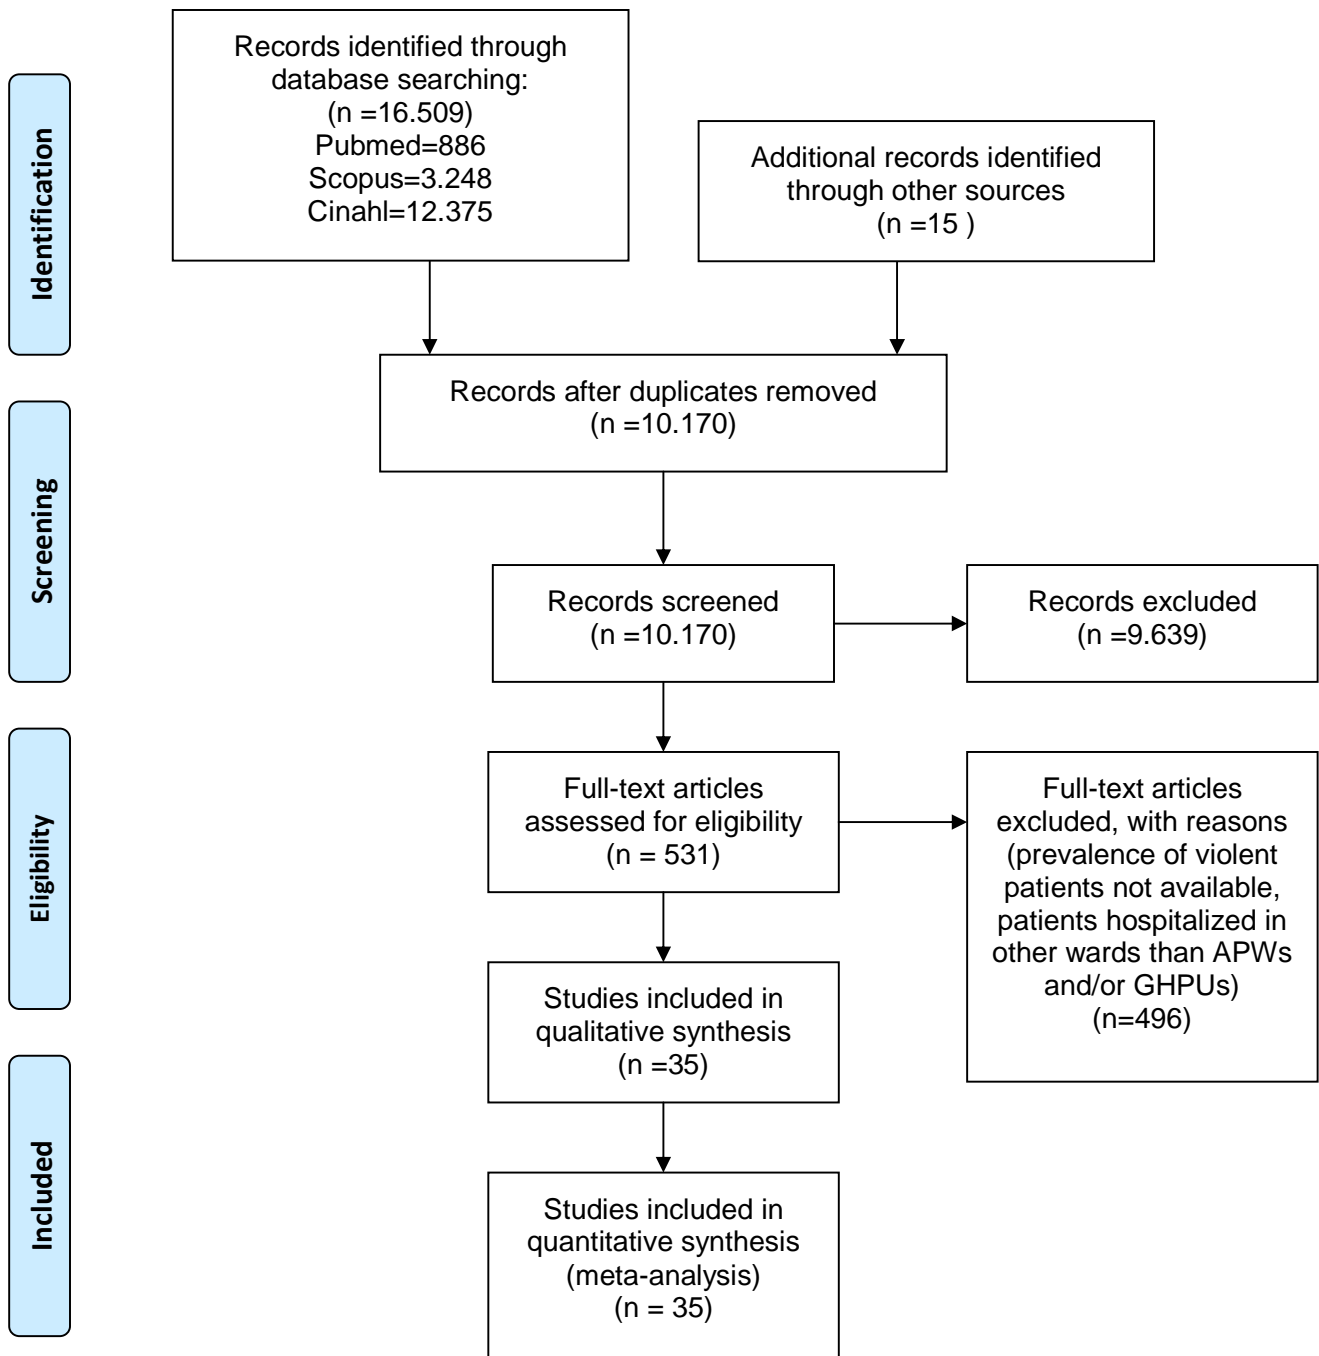 Identification
Records identified through
database searching:
(n =16.509)
Pubmed=886
Scopus=3.248
Cinahl=12.375
Additional records identified
through other sources
(n =15 )
Records after duplicates removed
(n =10.170)
Screening
Records screened
(n =10.170)
Records excluded
(n =9.639)
Eligibility
Full-text articles
assessed for eligibility
(n = 531)
Full-text articles
excluded, with reasons
(prevalence of violent
patients not available,
patients hospitalized in
other wards than APWs
and/or GHPUs)
(n=496)
Studies included in
qualitative synthesis
(n =35)
Included
Studies included in
quantitative synthesis
(meta-analysis)
(n = 35)